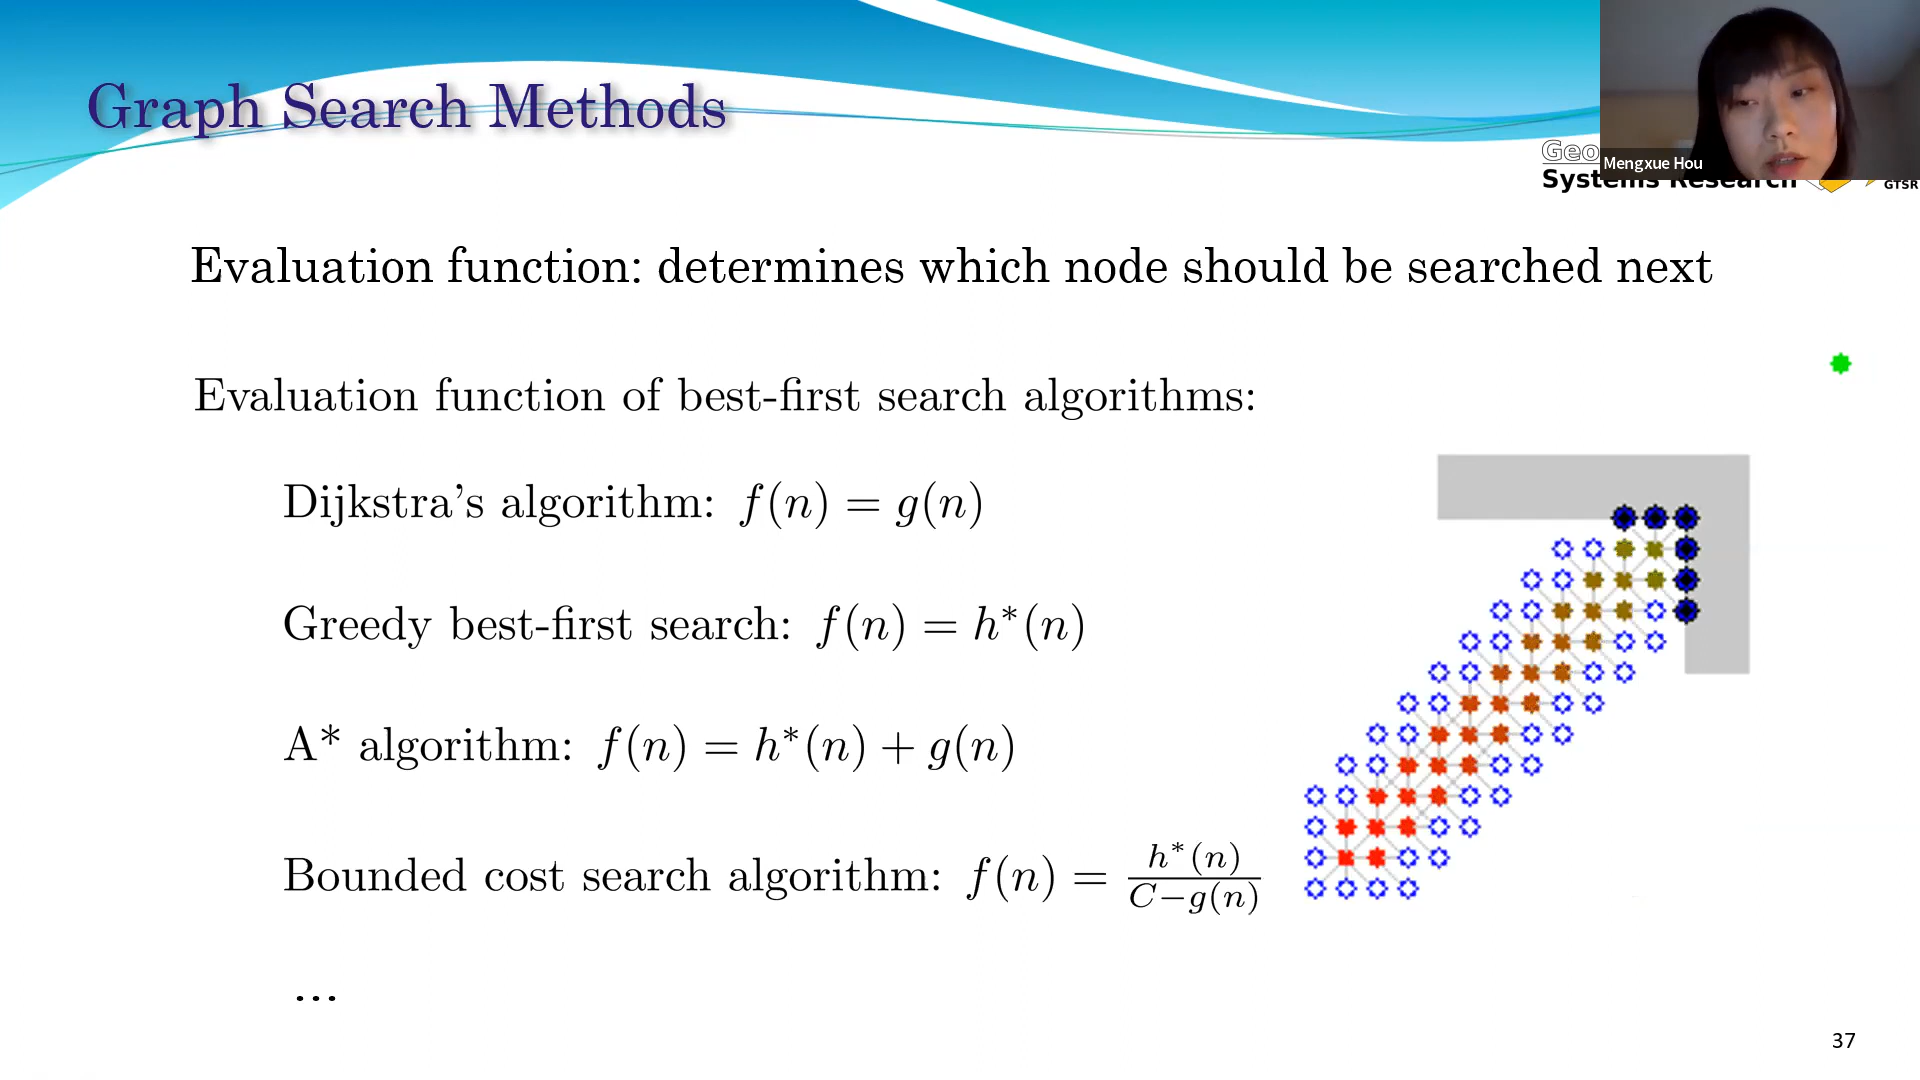 Graph Search Methods
Geo
Mengxue Hou
Systems Research
GTSR
Evaluation function: determines which node should be searched next
Evaluation function of best-first search algorithms:
Dijkstra's algorithm: f(n) = g(n)
Greedy best-first search: f(n) = h*(n)
A* algorithm: f(n) = h*(n) + g(n)
Bounded cost search algorithm: f(n) = h*(n) / C−g(n)
...
37